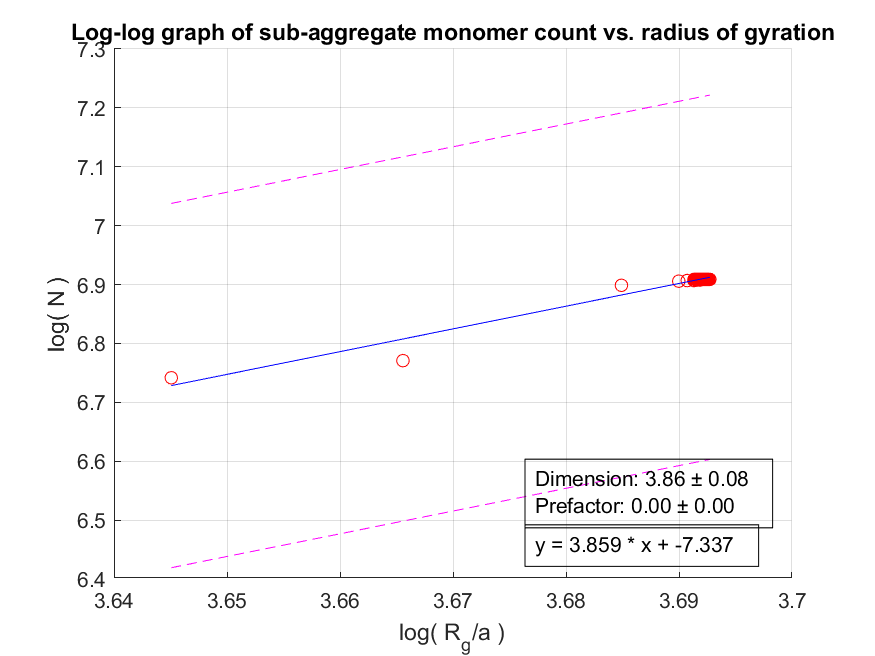 Log-log graph of sub-aggregate monomer count vs. radius of gyration
7.3
7.2
7.1
7
6.9
6.8
6.7
6.6
6.5
6.4
log( N )
Dimension: 3.86 ± 0.08
Prefactor: 0.00 ± 0.00
y = 3.859 * x + -7.337
3.64 3.65 3.66 3.67 3.68 3.69 3.7
log( R_g/a )